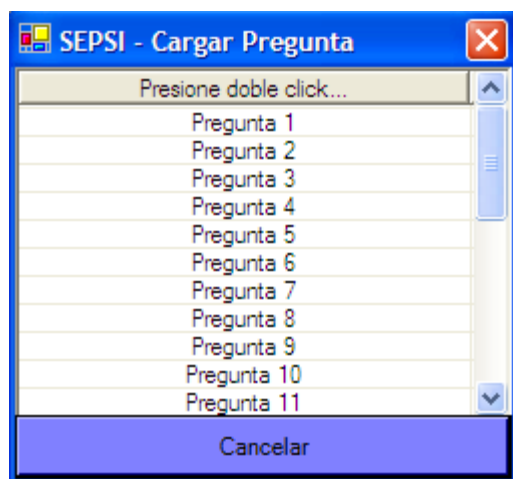 SEPSI - Cargar Pregunta
Presione doble click...
Pregunta 1
Pregunta 2
Pregunta 3
Pregunta 4
Pregunta 5
Pregunta 6
Pregunta 7
Pregunta 8
Pregunta 9
Pregunta 10
Pregunta 11
Cancelar